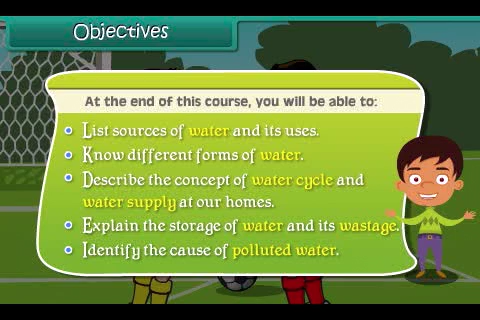 Objectives
At the end of this course, you will be able to:
List sources of water and its uses.
Know different forms of water.
Describe the concept of water cycle and
water supply at our homes.
Explain the storage of water and its wastage.
Identify the cause of polluted water.